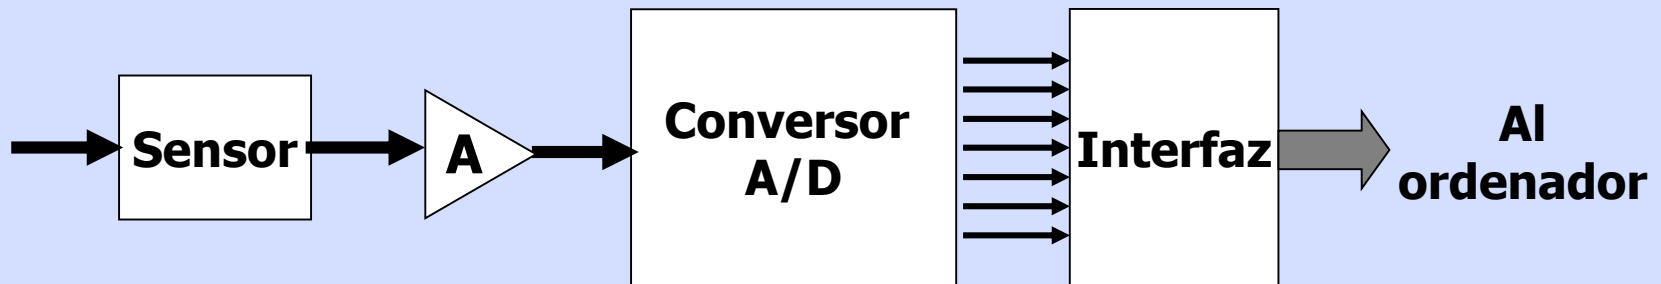 Sensor
A
Conversor
A/D
Interfaz
Al
ordenador